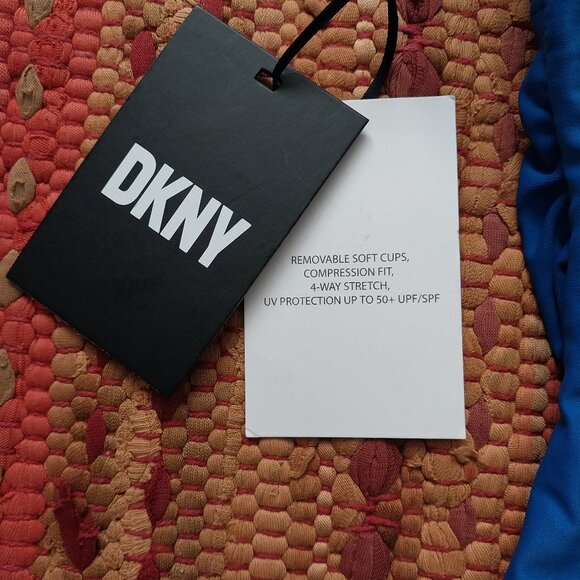 DKNY
REMOVABLE SOFT CUPS,
COMPRESSION FIT,
4-WAY STRETCH,
UV PROTECTION UP TO 50+ UPF/SPF